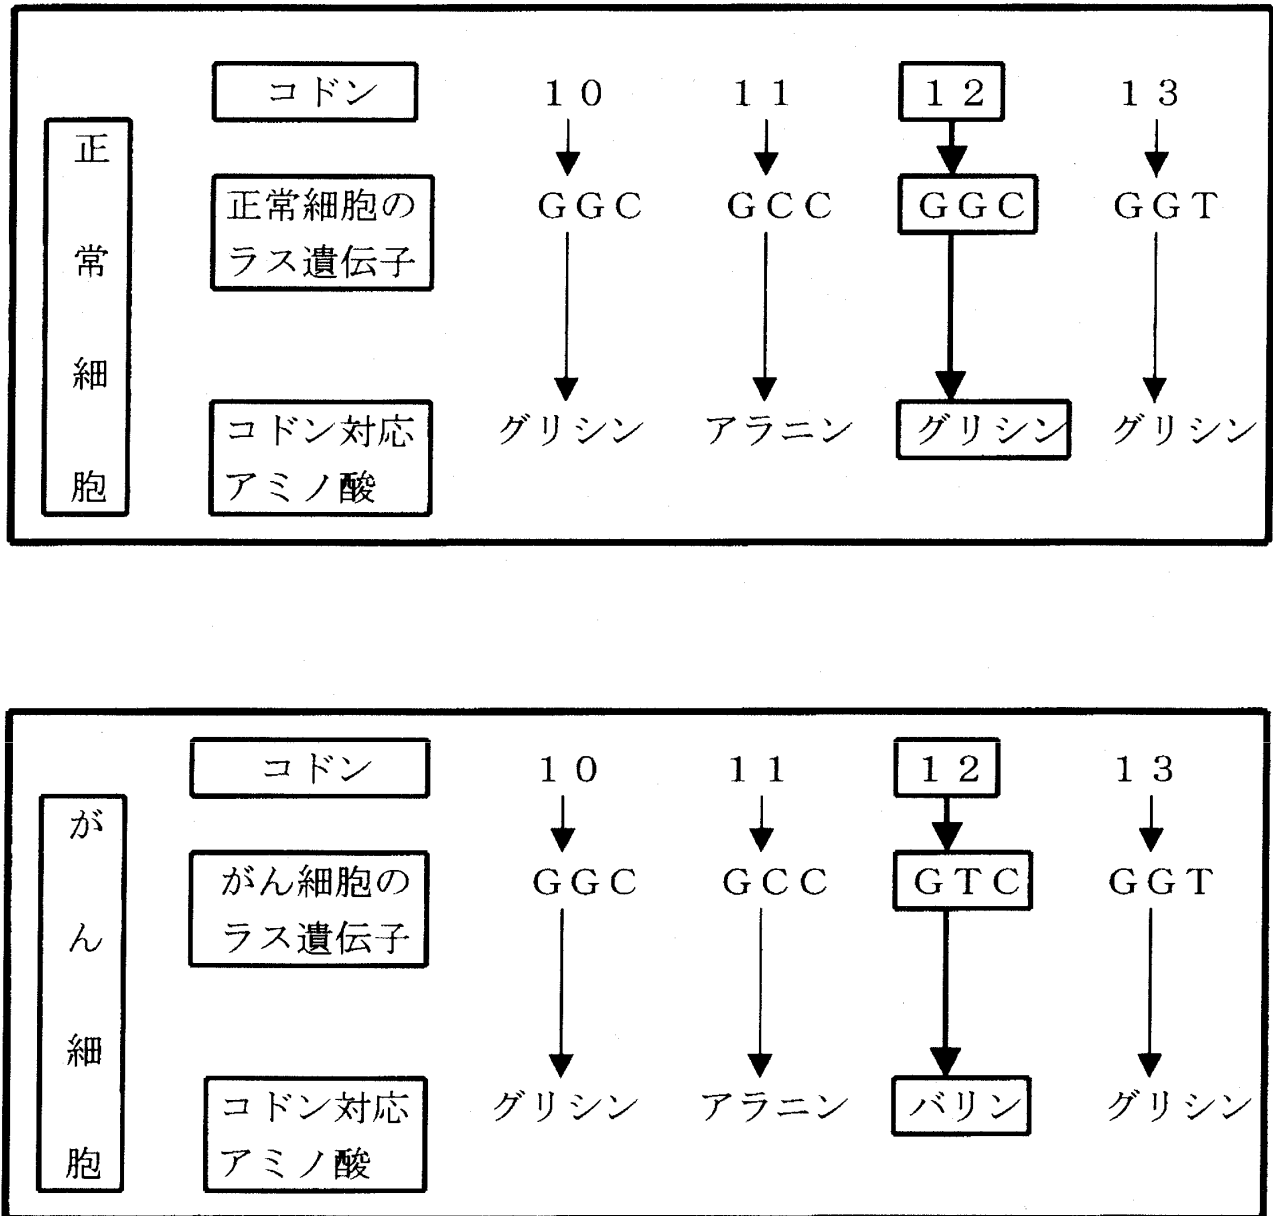 コドン 10 11 12 13
正常細胞
正常細胞の GGC GCC GGC GGT
ラス遺伝子
コドン対応 グリシン アラニン グリシン グリシン
アミノ酸
コドン 10 11 12 13
がん細胞
がん細胞の GGC GCC GTC GGT
ラス遺伝子
コドン対応 グリシン アラニン バリン グリシン
アミノ酸